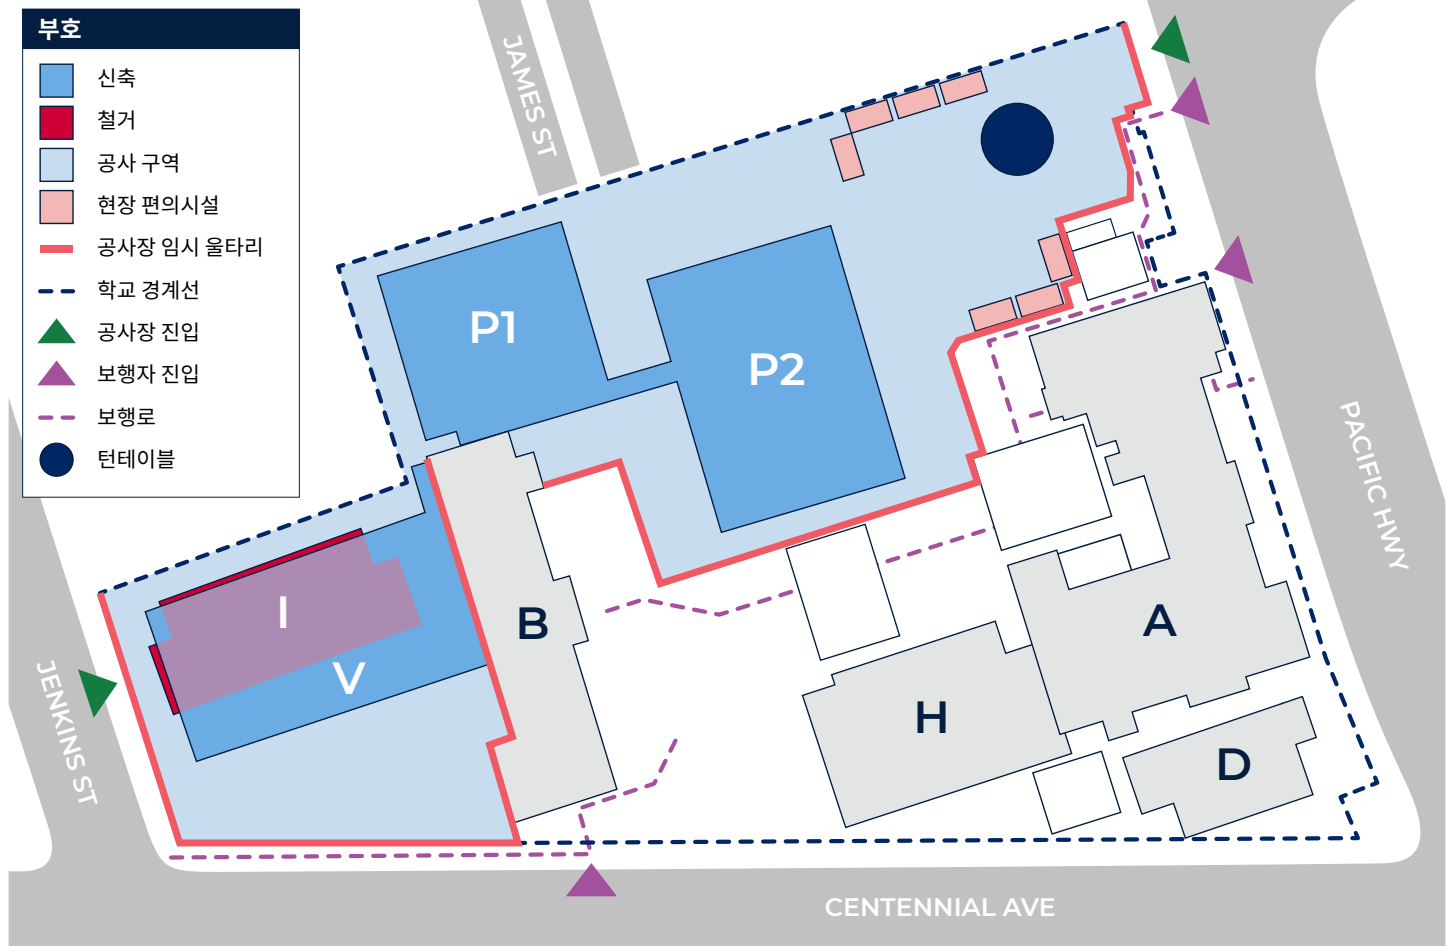 부호
신축
철거
공사 구역
현장 편의시설
공사장 임시 울타리
학교 경계선
공사장 진입
보행자 진입
보행로
턴테이블
JAMES ST
P1
P2
PACIFIC HWY
I
B
V
A
H
D
JENKINS ST
CENTENNIAL AVE